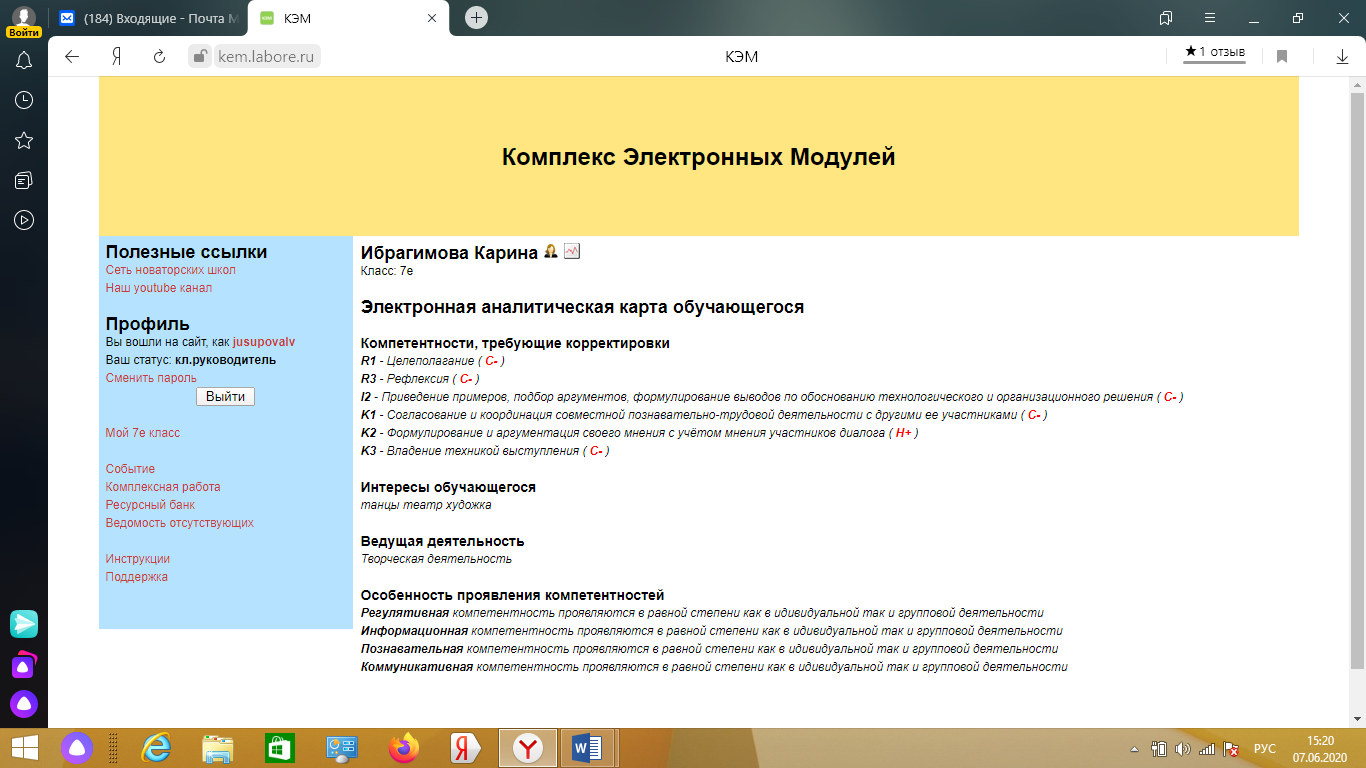 Войти
(184) Входящие - Почта М
КЭМ
kem.labore.ru
КЭМ
★1 отзыв
Комплекс Электронных Модулей
Полезные ссылки
Сеть новаторских школ
Наш youtube канал
Профиль
Вы вошли на сайт, как jusupovalv
Ваш статус: кл.руководитель
Сменить пароль
Выйти
Мой 7е класс
Событие
Комплексная работа
Ресурсный банк
Ведомость отсутствующих
Инструкции
Поддержка
Ибрагимова Карина
Класс: 7е
Электронная аналитическая карта обучающегося
Компетентности, требующие корректировки
R1 - Целеполагание ( С- )
R3 - Рефлексия ( С- )
I2 - Приведение примеров, подбор аргументов, формулирование выводов по обоснованию технологического и организационного решения ( С- )
K1 - Согласование и координация совместной познавательно-трудовой деятельности с другими ее участниками ( С- )
K2 - Формулирование и аргументация своего мнения с учётом мнения участников диалога ( Н+ )
K3 - Владение техникой выступления ( С- )
Интересы обучающегося
танцы театр художка
Ведущая деятельность
Творческая деятельность
Особенность проявления компетентностей
Регулятивная компетентность проявляются в равной степени как в идивидуальной так и групповой деятельности
Информационная компетентность проявляются в равной степени как в идивидуальной так и групповой деятельности
Познавательная компетентность проявляются в равной степени как в идивидуальной так и групповой деятельности
Коммуникативная компетентность проявляются в равной степени как в идивидуальной так и групповой деятельности
РУС
15:20
07.06.2020